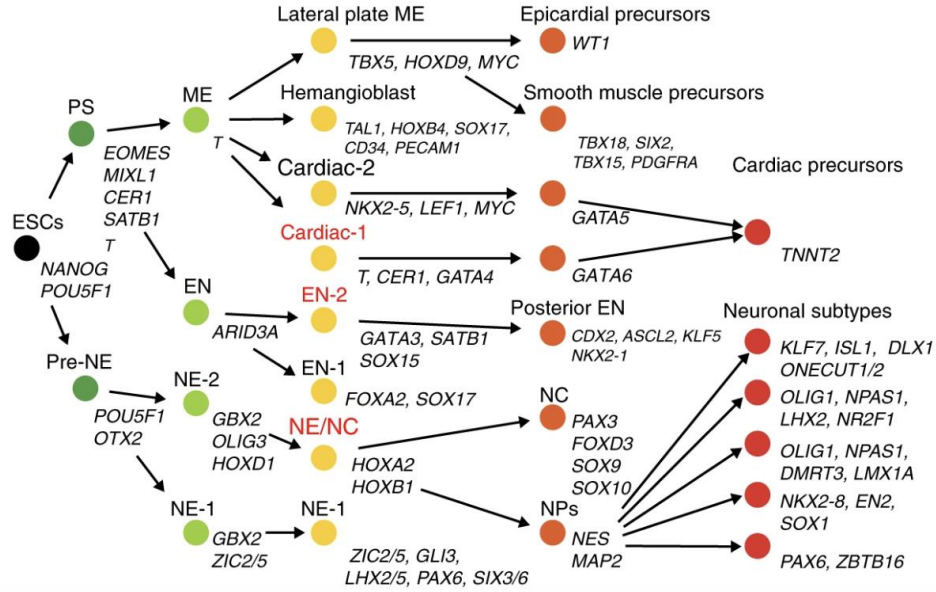 Lateral plate ME
Epicardial precursors
WT1
TBX5, HOXD9, MYC
PS
ME
Hemangioblast
Smooth muscle precursors
T
TAL1, HOXB4, SOX17,
CD34, PECAM1
TBX18, SIX2,
TBX15, PDGFRA
EOMES
MIXL1
CER1
SATB1
T
Cardiac-2
Cardiac precursors
NKX2-5, LEF1, MYC
GATA5
ESCs
NANOG
POU5F1
Cardiac-1
TNNT2
T, CER1, GATA4
GATA6
EN
ARID3A
EN-2
Posterior EN
Neuronal subtypes
GATA3, SATB1
SOX15
CDX2, ASCL2, KLF5
NKX2-1
KLF7, ISL1, DLX1
ONECUT1/2
Pre-NE
POU5F1
OTX2
EN-1
FOXA2, SOX17
NE-2
GBX2
OLIG3
HOXD1
NC
PAX3
FOXD3
SOX9
SOX10
OLIG1, NPAS1,
LHX2, NR2F1
NE/NC
HOXA2
HOXB1
OLIG1, NPAS1,
DMRT3, LMX1A
NE-1
GBX2
ZIC2/5
NE-1
ZIC2/5, GLI3,
LHX2/5, PAX6, SIX3/6
NPs
NES
MAP2
NKX2-8, EN2,
SOX1
PAX6, ZBTB16